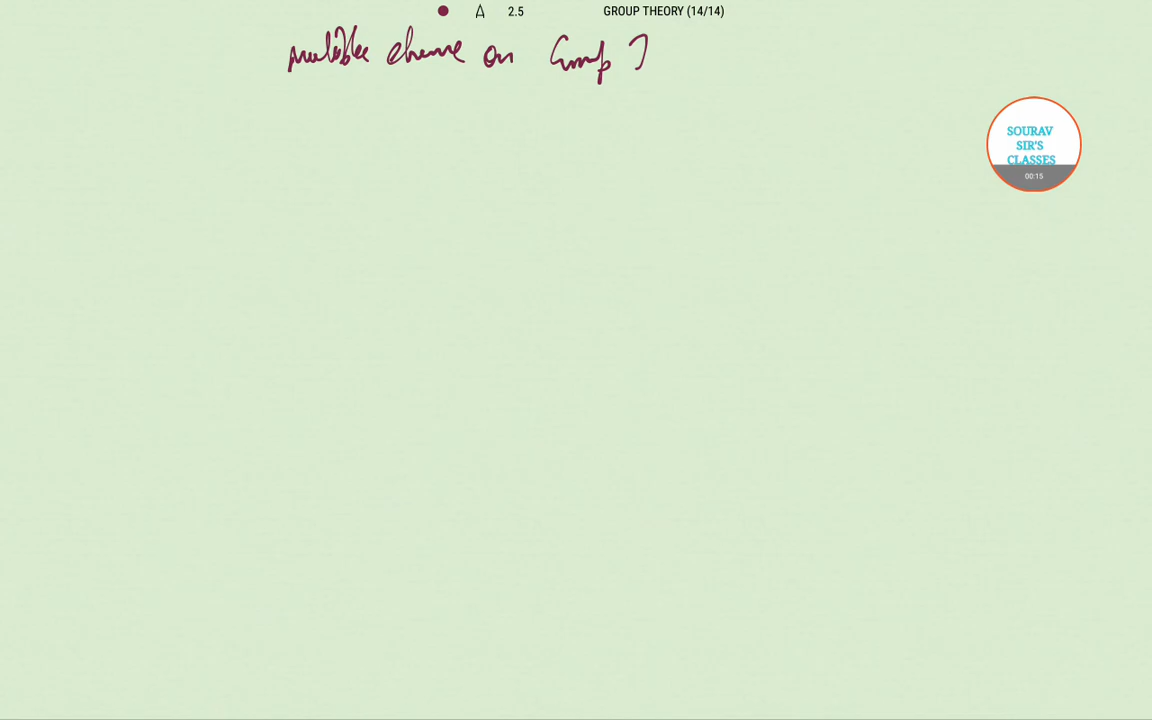 2.5 GROUP THEORY (14/14)
multiple choice on Group T
SOURAV
SIR'S
CLASSES
00:15